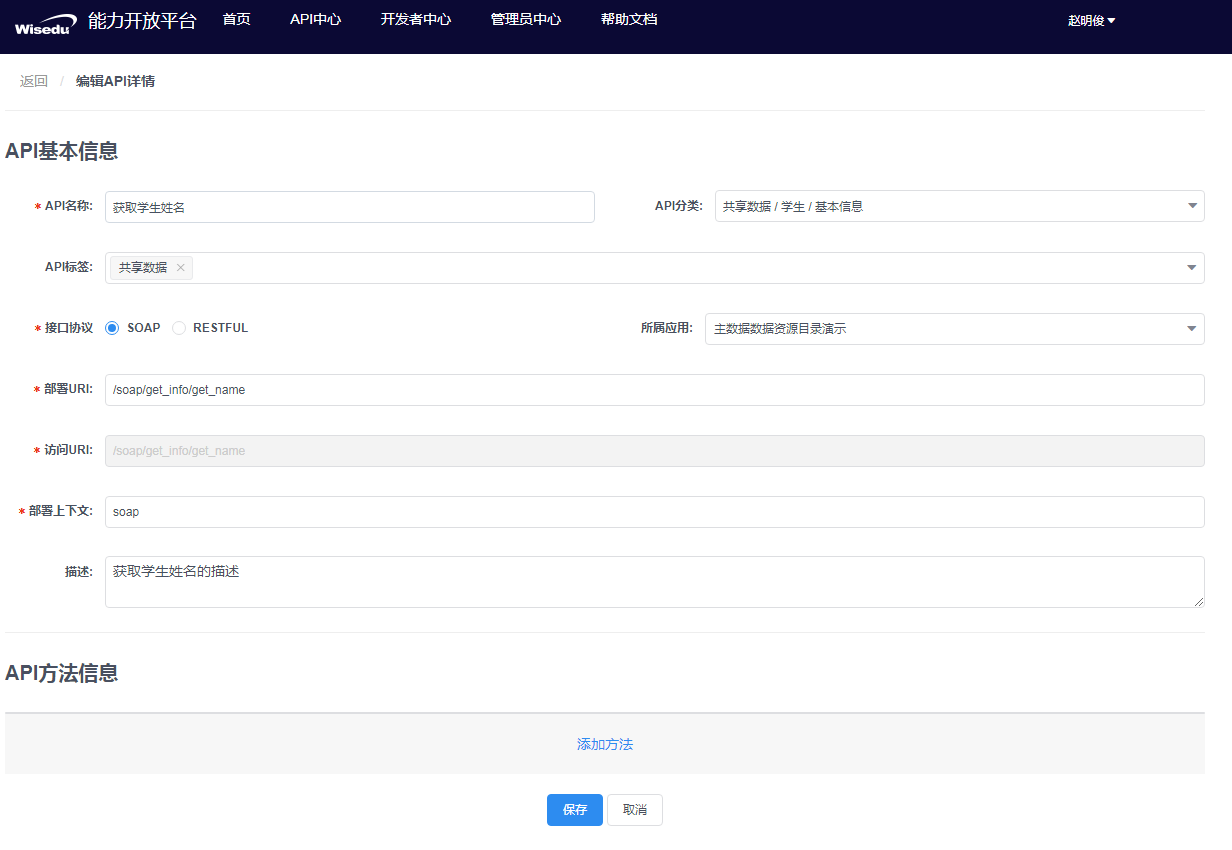 Wisedu 能力开放平台 首页 API中心 开发者中心 管理员中心 帮助文档 赵明俊
返回 / 编辑API详情
API基本信息
* API名称: 获取学生姓名 API分类: 共享数据 / 学生 / 基本信息
API标签: 共享数据 ×
* 接口协议 SOAP RESTFUL 所属应用: 主数据数据资源目录演示
* 部署URI: /soap/get_info/get_name
* 访问URI: /soap/get_info/get_name
* 部署上下文: soap
描述: 获取学生姓名的描述
API方法信息
添加方法
保存 取消